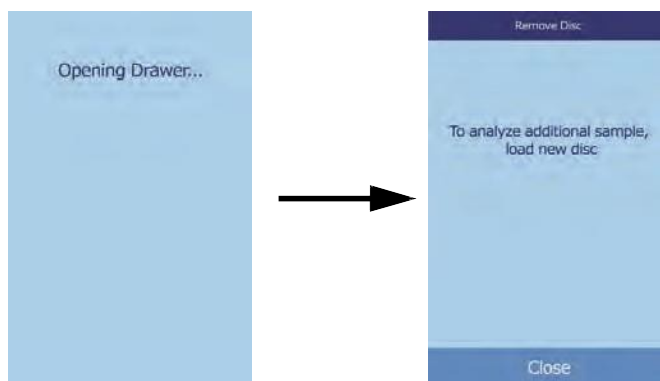 Opening Drawer...
Remove Disc
To analyze additional sample,
load new disc
Close